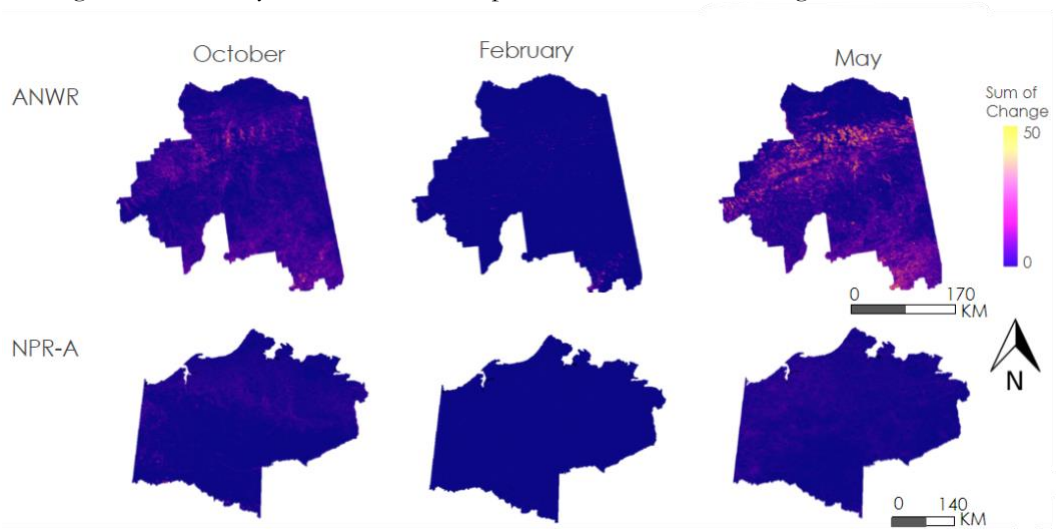 October
February
May
ANWR
Sum of
Change
50
0
0 170
KM
NPR-A
N
0 140
KM